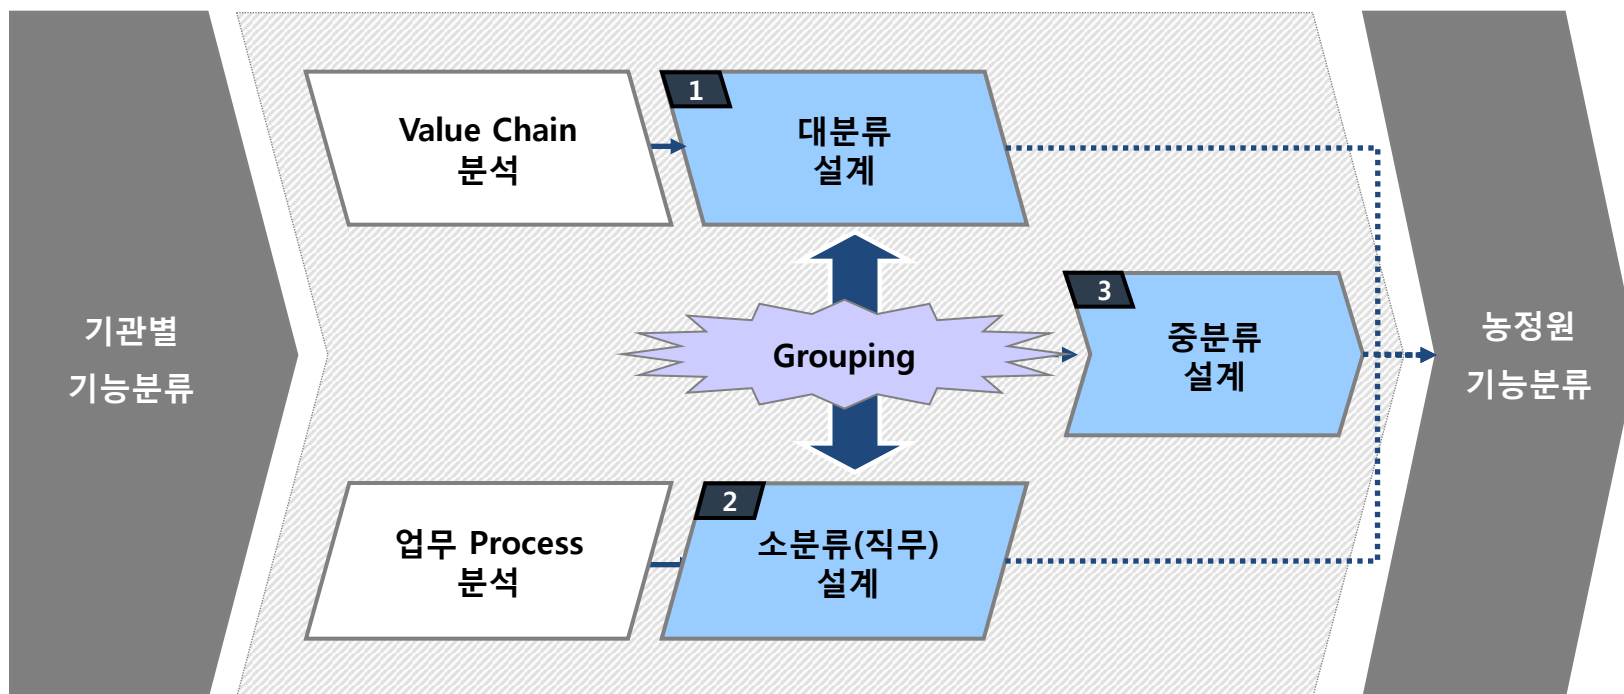 기관별
기능분류
Value Chain
분석
1
대분류
설계
Grouping
업무 Process
분석
2
소분류(직무)
설계
3
중분류
설계
농정원
기능분류